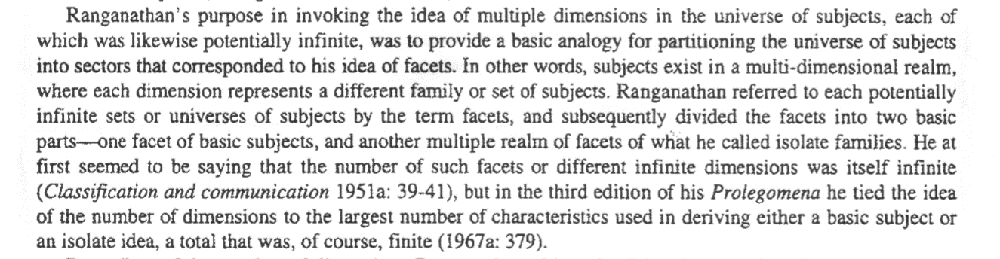 Ranganathan's purpose in invoking the idea of multiple dimensions in the universe of subjects, each of
which was likewise potentially infinite, was to provide a basic analogy for partitioning the universe of subjects
into sectors that corresponded to his idea of facets. In other words, subjects exist in a multi-dimensional realm,
where each dimension represents a different family or set of subjects. Ranganathan referred to each potentially
infinite sets or universes of subjects by the term facets, and subsequently divided the facets into two basic
parts—one facet of basic subjects, and another multiple realm of facets of what he called isolate families. He at
first seemed to be saying that the number of such facets or different infinite dimensions was itself infinite
(Classification and communication 1951a: 39-41), but in the third edition of his Prolegomena he tied the idea
of the number of dimensions to the largest number of characteristics used in deriving either a basic subject or
an isolate idea, a total that was, of course, finite (1967a: 379).